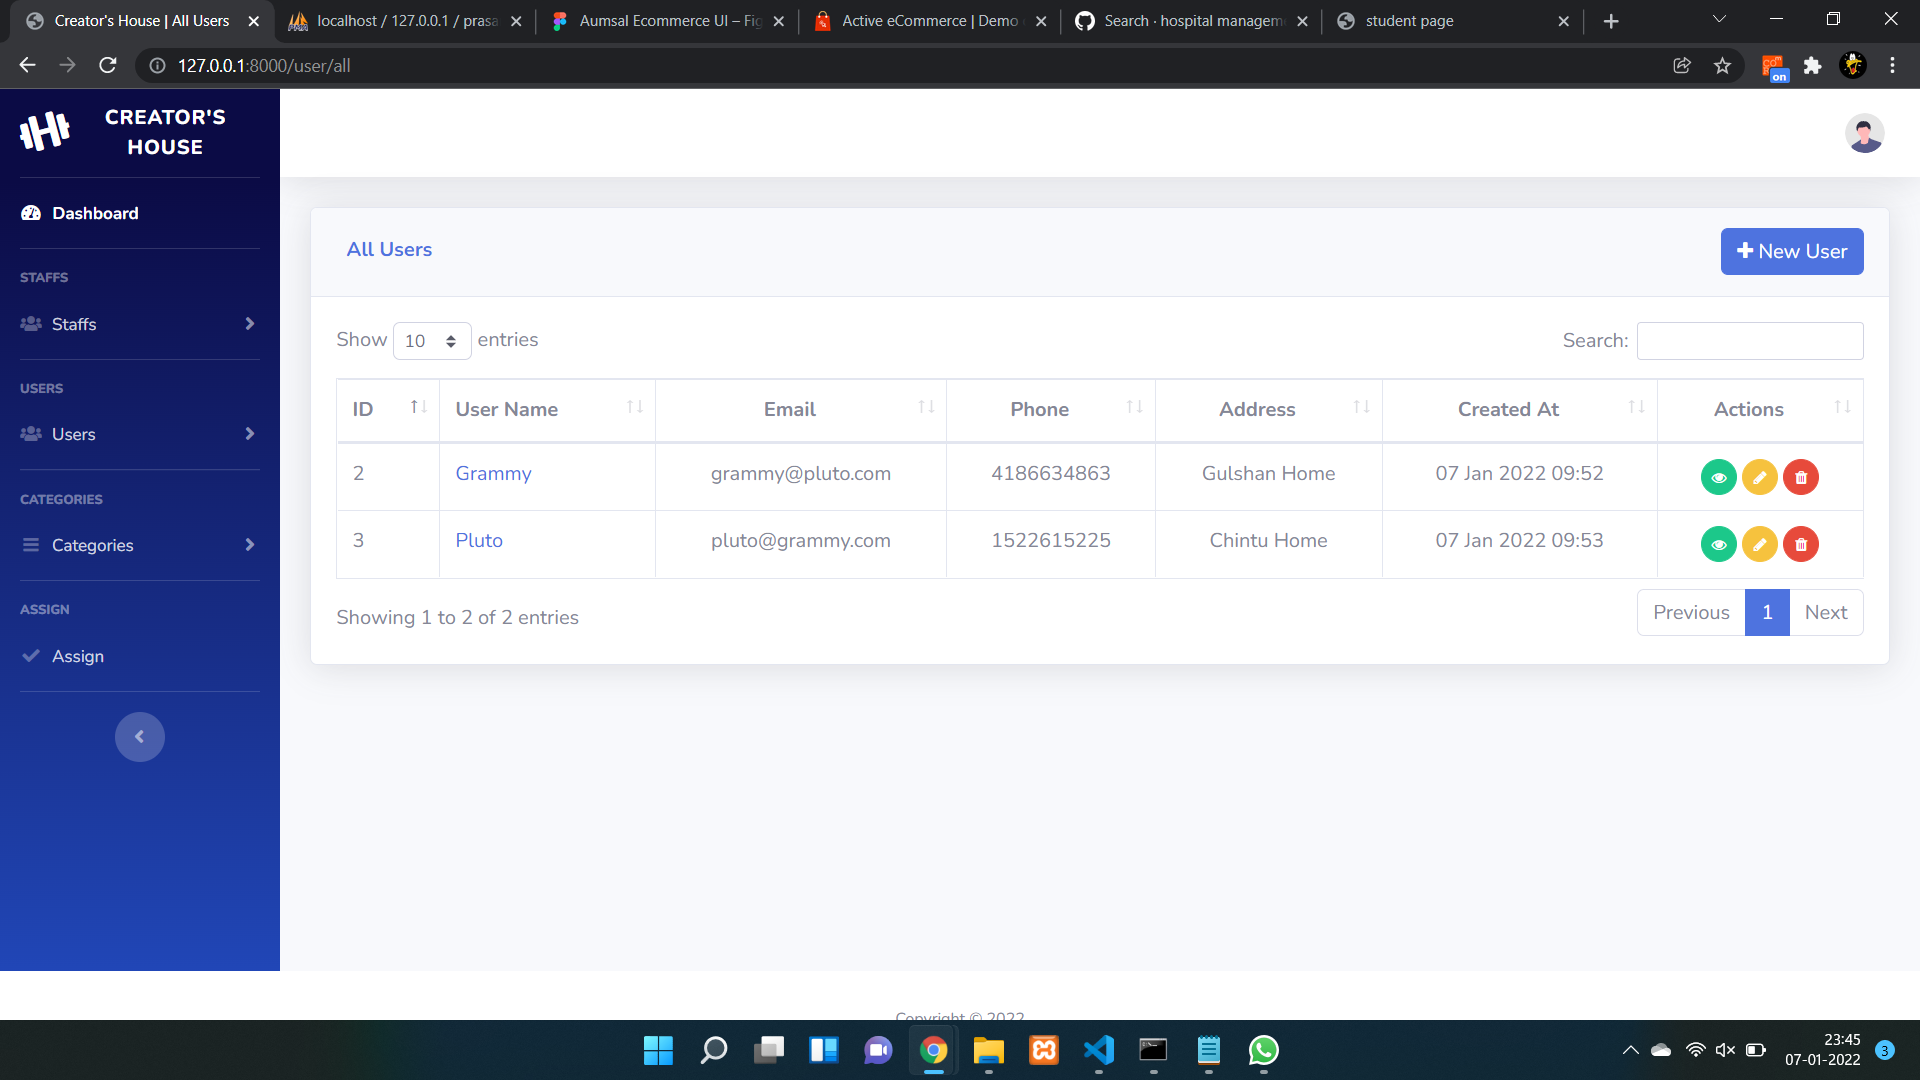 Creator's House | All Users
localhost / 127.0.0.1 / prasa
Aumsal Ecommerce UI – Fig
Active eCommerce | Demo
Search · hospital managem
student page
127.0.0.1:8000/user/all
on
CREATOR'S
HOUSE
Dashboard
STAFFS
Staffs
USERS
Users
CATEGORIES
Categories
ASSIGN
Assign
All Users
New User
Show 10 entries
Search:
ID User Name Email Phone Address Created At Actions
2 Grammy grammy@pluto.com 4186634863 Gulshan Home 07 Jan 2022 09:52
3 Pluto pluto@grammy.com 1522615225 Chintu Home 07 Jan 2022 09:53
Showing 1 to 2 of 2 entries
Previous 1 Next
Copyright © 2022
23:45
07-01-2022
3